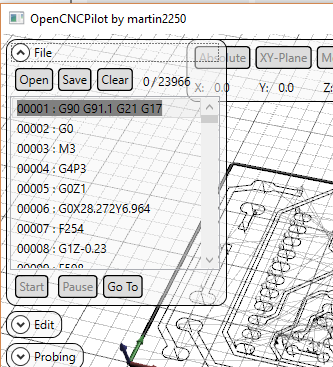 OpenCNCPilot by martin2250
File
Absolute XY-Plane
Open Save Clear 0/23966
X: 0.0 Y: 0.0 Z:
00001 : G90 G91.1 G21 G17
00002 : G0
00003 : M3
00004 : G4P3
00005 : G0Z1
00006 : G0X28.272Y6.964
00007 : F254
00008 : G1Z-0.23
00009 : F508
Start Pause Go To
Edit
Probing